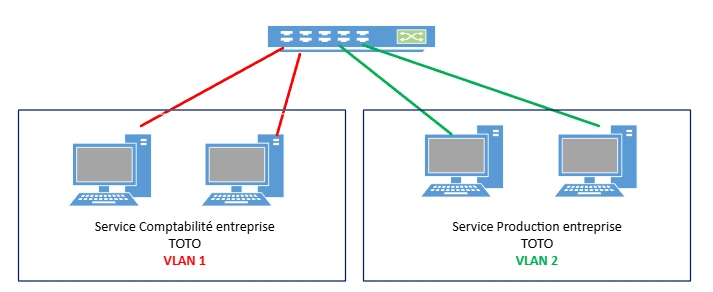 Service Comptabilité entreprise
TOTO
VLAN 1
Service Production entreprise
TOTO
VLAN 2